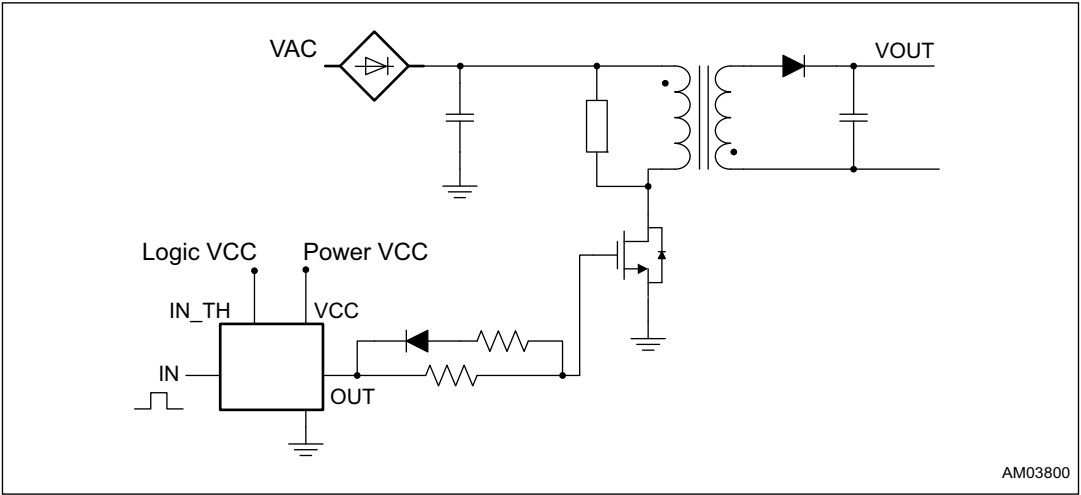 VAC
VOUT
Logic VCC
Power VCC
IN_TH
VCC
IN
OUT
AM03800